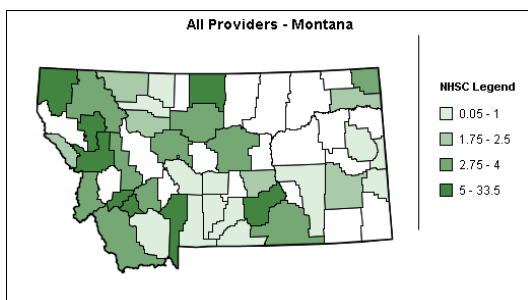 All Providers - Montana
NHSC Legend
0.05 - 1
1.75 - 2.5
2.75 - 4
5 - 33.5